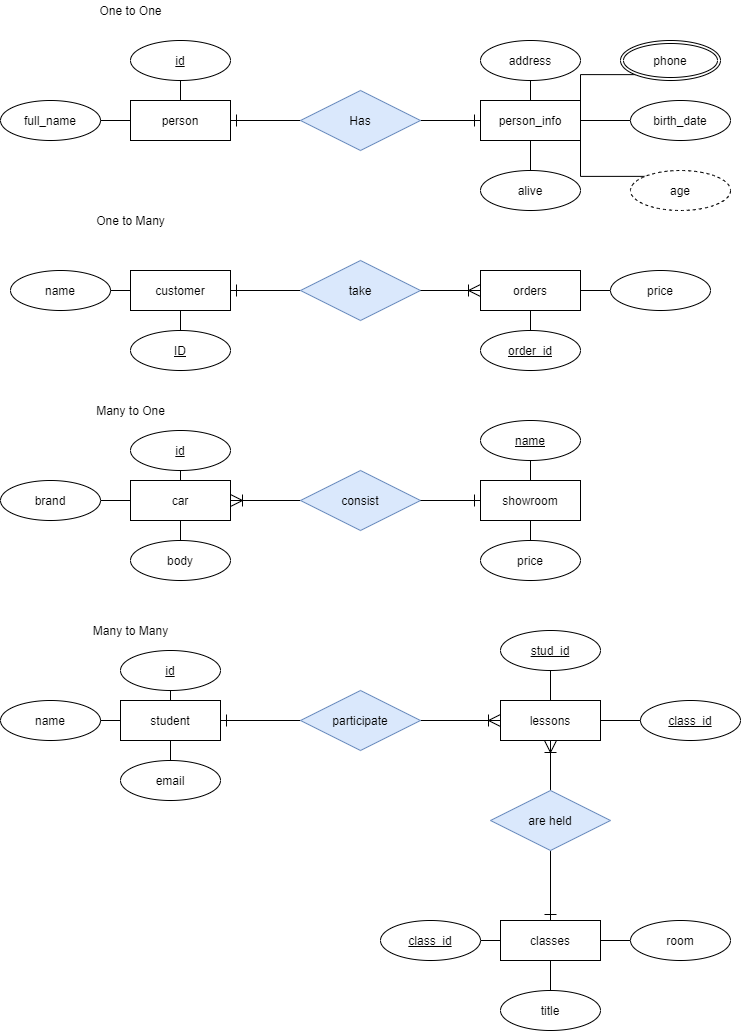 One to One
id
address
phone
full_name
person
Has
person_info
birth_date
alive
age
One to Many
name
customer
take
orders
price
ID
order_id
Many to One
id
name
brand
car
consist
showroom
body
price
Many to Many
id
stud_id
name
student
participate
lessons
class_id
email
are held
class_id
classes
room
title